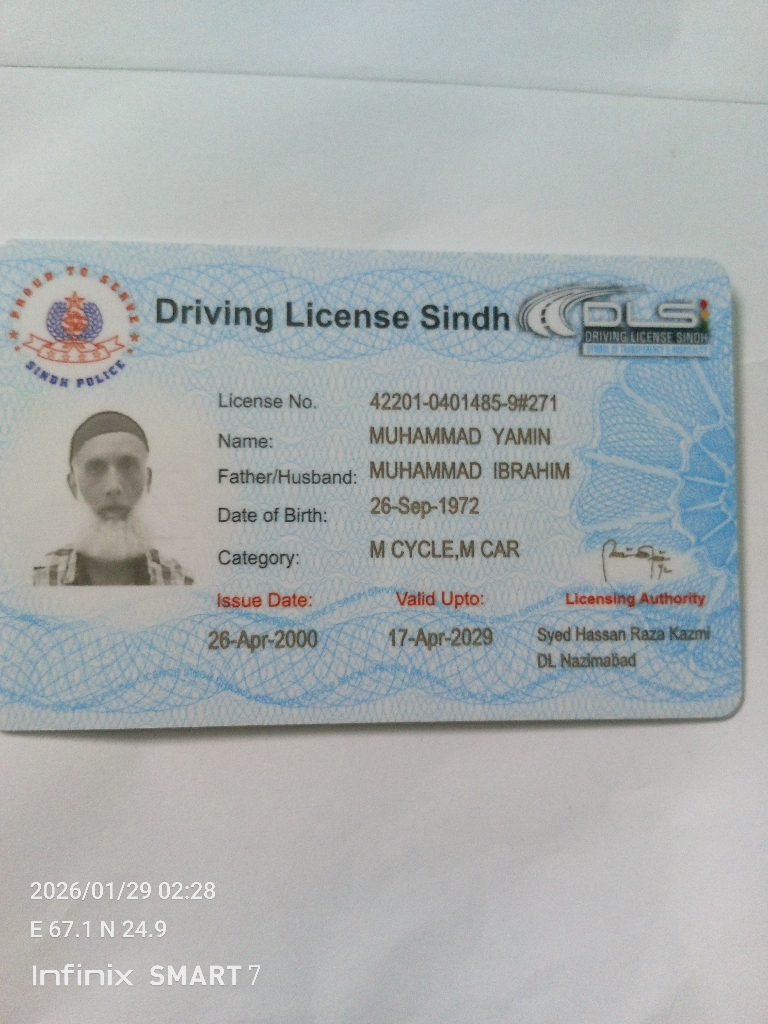 PROUD TO SERVE
SINDH POLICE
Driving License Sindh
DLS
DRIVING LICENSE SINDH
License No. 42201-0401485-9#271
Name: MUHAMMAD YAMIN
Father/Husband: MUHAMMAD IBRAHIM
Date of Birth: 26-Sep-1972
Category: M CYCLE,M CAR
Issue Date: Valid Upto: Licensing Authority
26-Apr-2000 17-Apr-2029 Syed Hassan Raza Kazmi
DL Nazimabad
2026/01/29 02:28
E 67.1 N 24.9
Infinix SMART 7